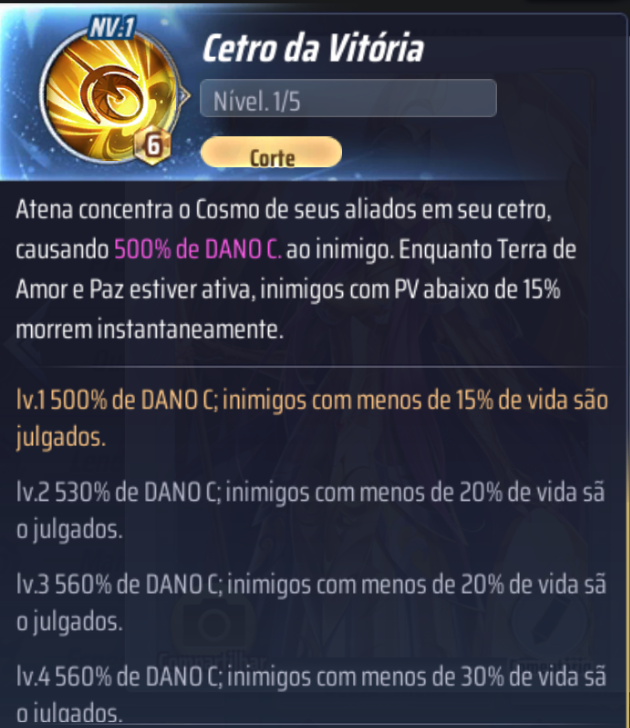 NV.1
Cetro da Vitória
Nível. 1/5
6
Corte
Atena concentra o Cosmo de seus aliados em seu cetro,
causando 500% de DANO C. ao inimigo. Enquanto Terra de
Amor e Paz estiver ativa, inimigos com PV abaixo de 15%
morrem instantaneamente.
lv.1 500% de DANO C; inimigos com menos de 15% de vida são
julgados.
lv.2 530% de DANO C; inimigos com menos de 20% de vida sã
o julgados.
lv.3 560% de DANO C; inimigos com menos de 20% de vida sã
o julgados.
Compartilhar
lv.4 560% de DANO C; inimigos com menos de 30% de vida sã
o julgados.